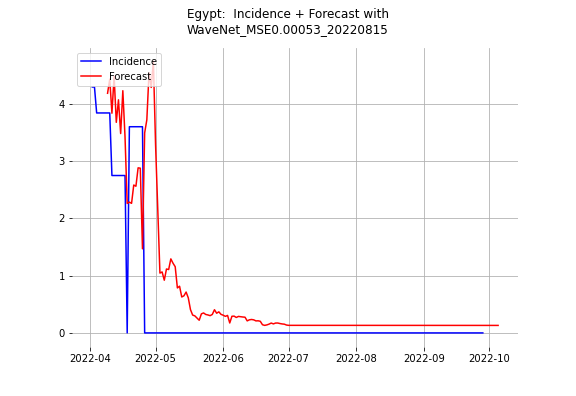 Egypt:  Incidence + Forecast with
WaveNet_MSE0.00053_20220815
Incidence
Forecast
4
3
2
1
0
2022-04 2022-05 2022-06 2022-07 2022-08 2022-09 2022-10